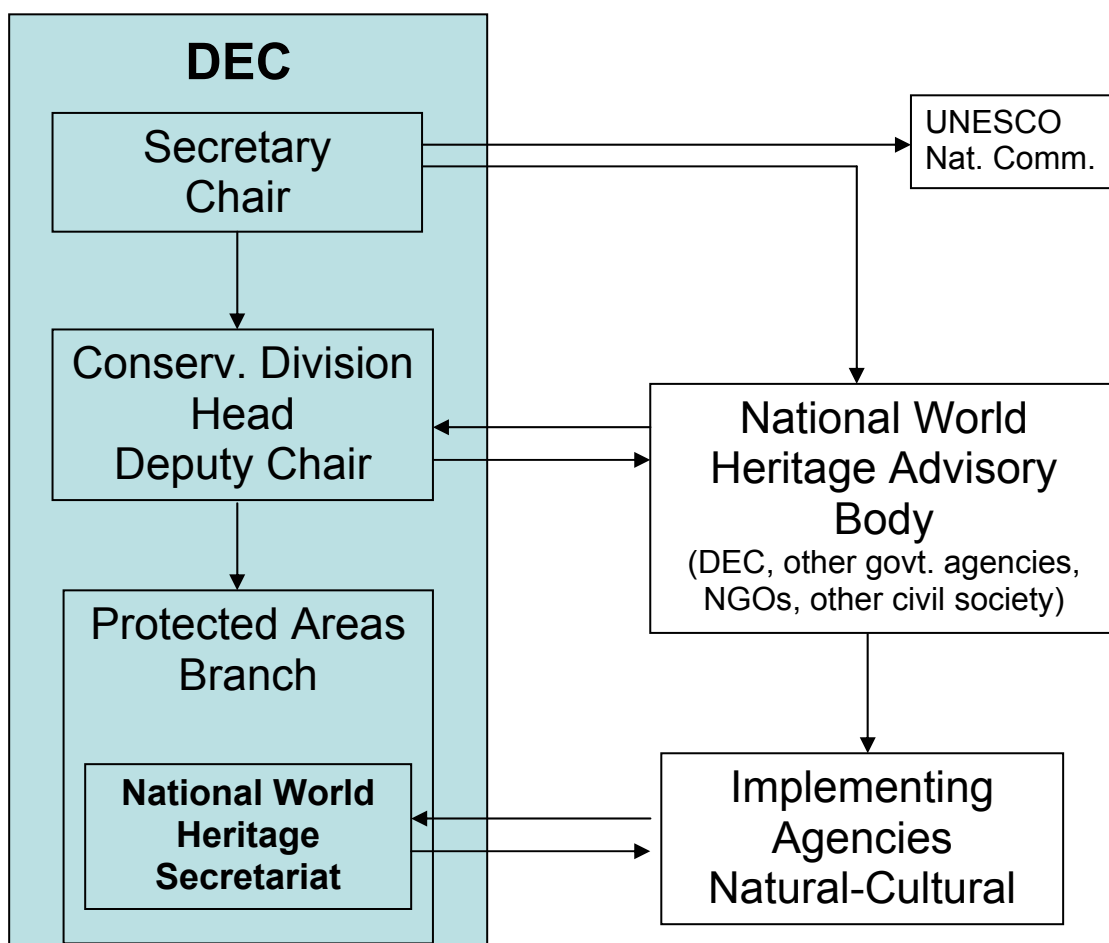 DEC
Secretary
Chair
UNESCO
Nat. Comm.
Conserv. Division
Head
Deputy Chair
National World
Heritage Advisory
Body
(DEC, other govt. agencies,
NGOs, other civil society)
Protected Areas
Branch
National World
Heritage
Secretariat
Implementing
Agencies
Natural-Cultural